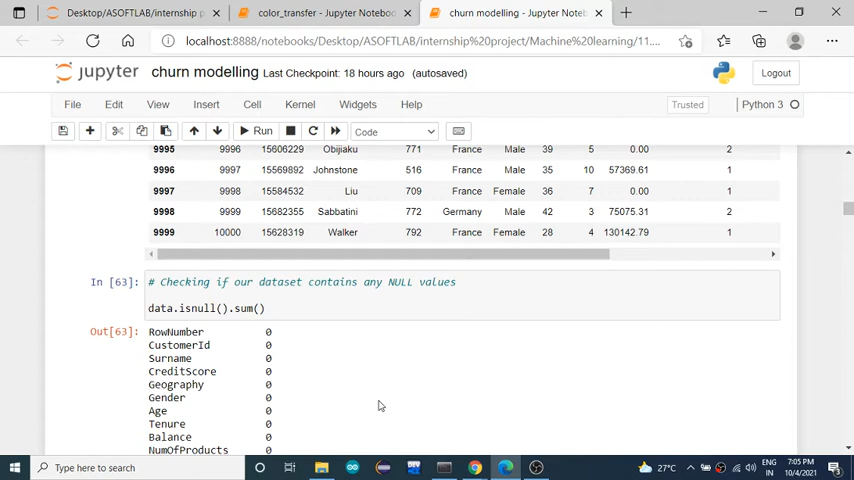 Desktop/ASOFTLAB/internship p
color_transfer - Jupyter Noteboo
churn modelling - Jupyter Noteb
localhost:8888/notebooks/Desktop/ASOFTLAB/internship%20project/Machine%20learning/11....
jupyter churn modelling Last Checkpoint: 18 hours ago (autosaved)
Logout
File Edit View Insert Cell Kernel Widgets Help
Trusted Python 3
Run Code
9995 9996 15606229 Obijiaku 771 France Male 39 5 0.00 2
9996 9997 15569892 Johnstone 516 France Male 35 10 57369.61 1
9997 9998 15584532 Liu 709 France Female 36 7 0.00 1
9998 9999 15682355 Sabbatini 772 Germany Male 42 3 75075.31 2
9999 10000 15628319 Walker 792 France Female 28 4 130142.79 1
In [63]: # Checking if our dataset contains any NULL values
data.isnull().sum()
Out[63]: RowNumber 0
CustomerId 0
Surname 0
CreditScore 0
Geography 0
Gender 0
Age 0
Tenure 0
Balance 0
NumOfProducts 0
Type here to search
27°C
ENG
IN
7:05 PM
10/4/2021
3